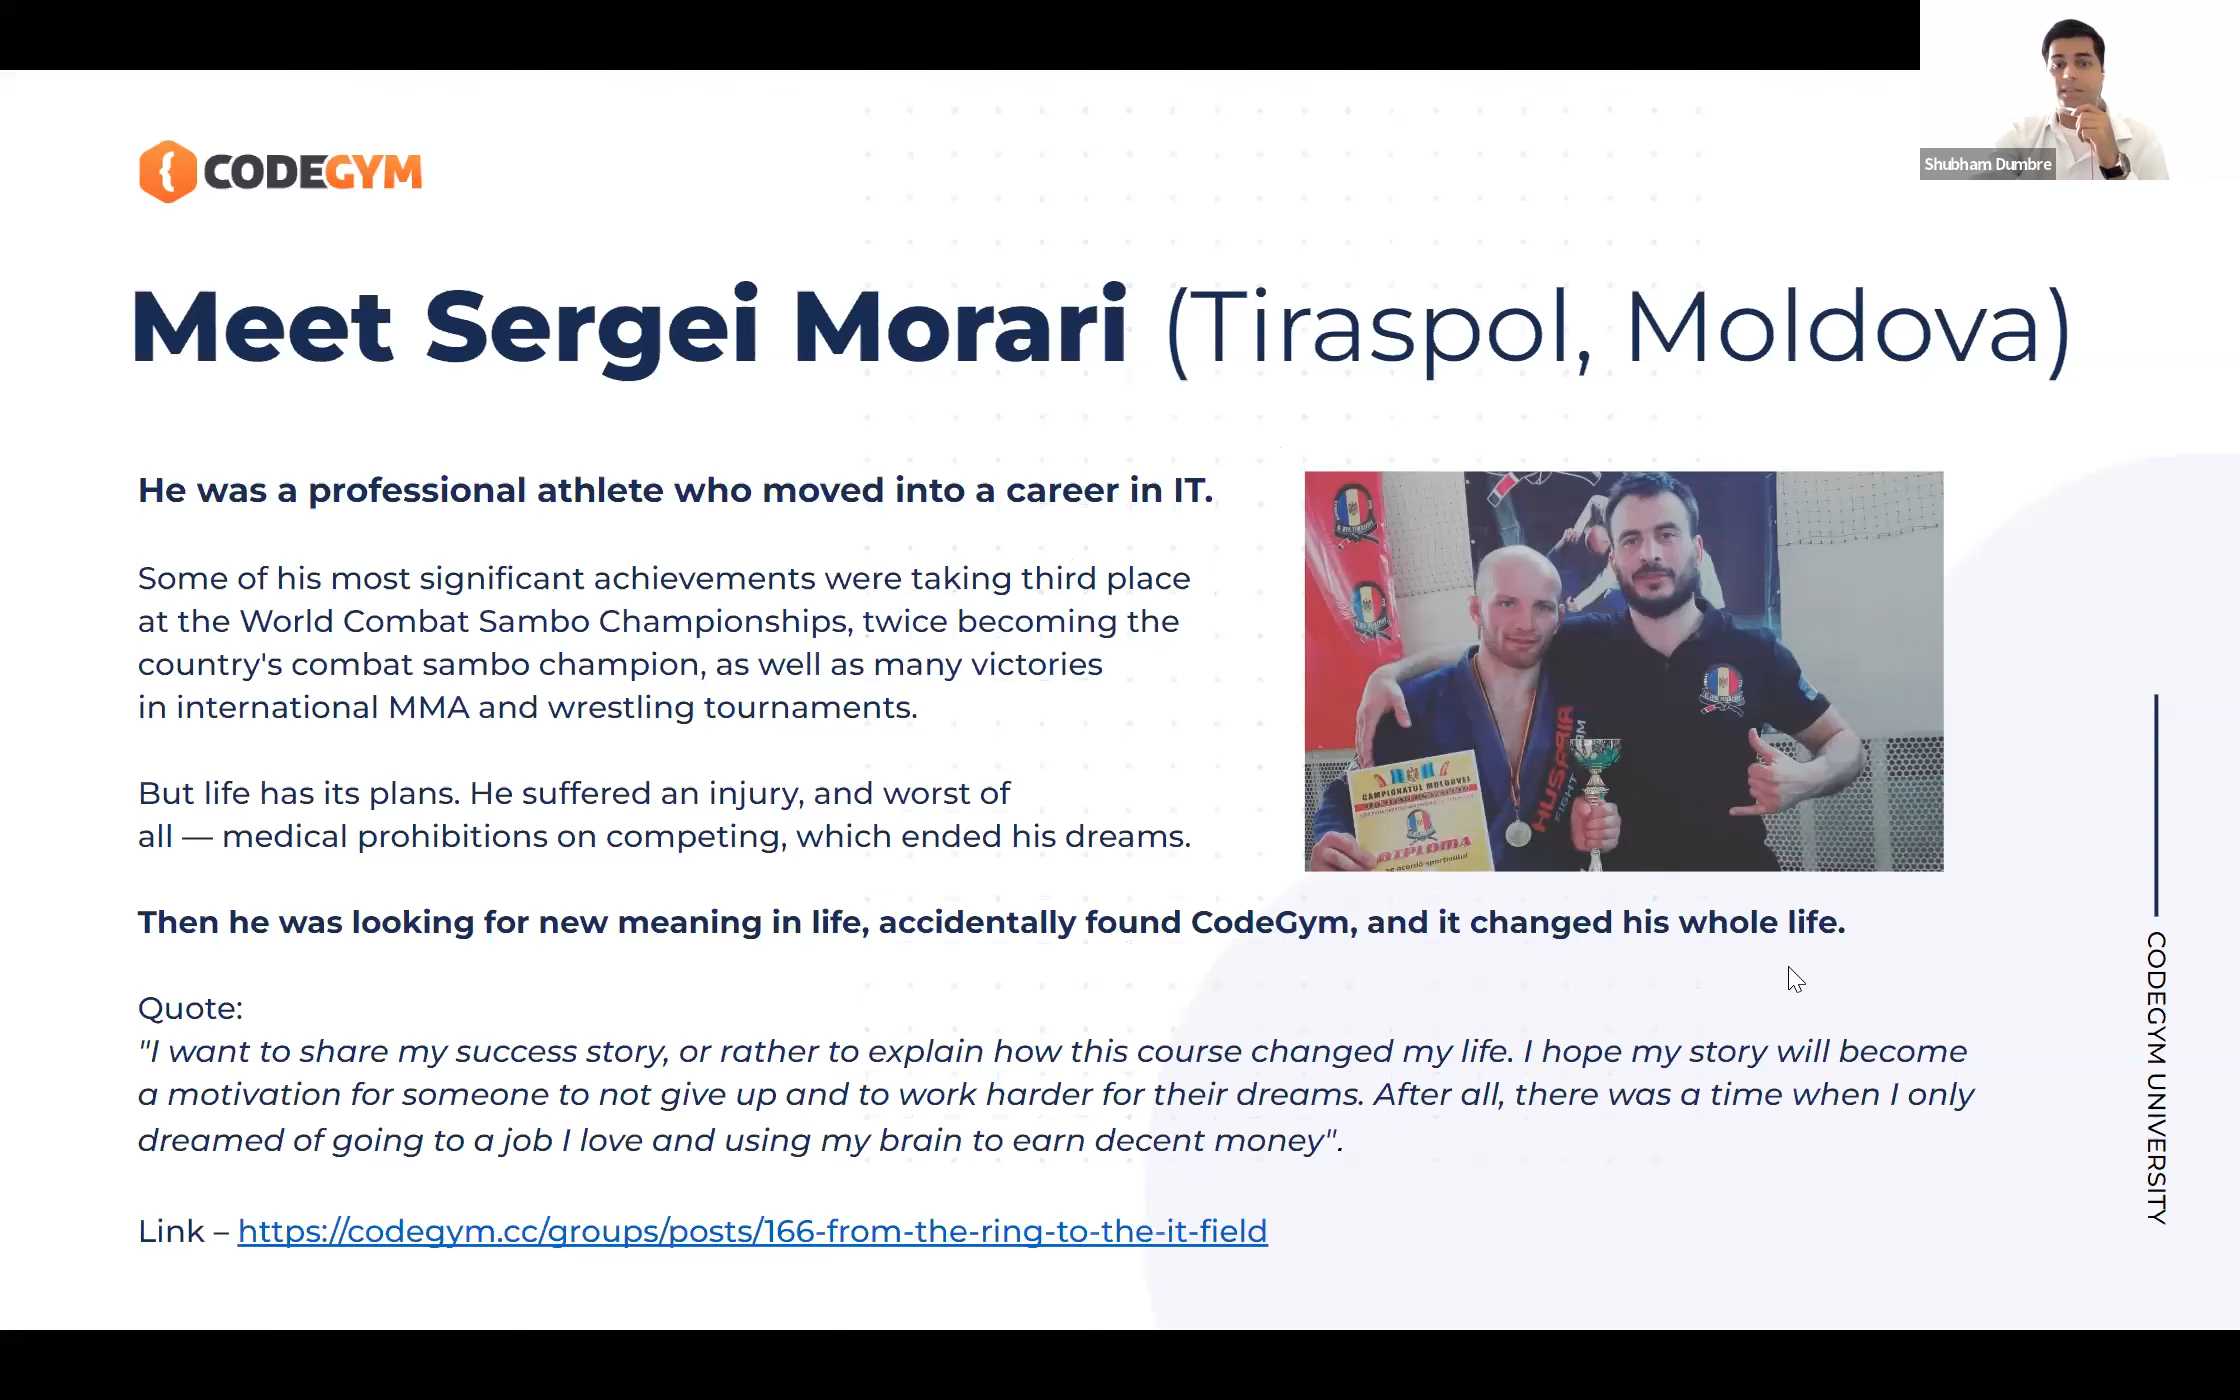 Shubham Dumbre
CODEGYM
Meet Sergei Morari (Tiraspol, Moldova)
He was a professional athlete who moved into a career in IT.
Some of his most significant achievements were taking third place
at the World Combat Sambo Championships, twice becoming the
country's combat sambo champion, as well as many victories
in international MMA and wrestling tournaments.
But life has its plans. He suffered an injury, and worst of
all — medical prohibitions on competing, which ended his dreams.
HUSARIA
FIGHT TEAM
CAMPIONATUL MOLDOVEI
DIPLOMA
se acordă sportivului
Then he was looking for new meaning in life, accidentally found CodeGym, and it changed his whole life.
Quote:
"I want to share my success story, or rather to explain how this course changed my life. I hope my story will become
a motivation for someone to not give up and to work harder for their dreams. After all, there was a time when I only
dreamed of going to a job I love and using my brain to earn decent money".
Link – https://codegym.cc/groups/posts/166-from-the-ring-to-the-it-field
CODEGYM UNIVERSITY